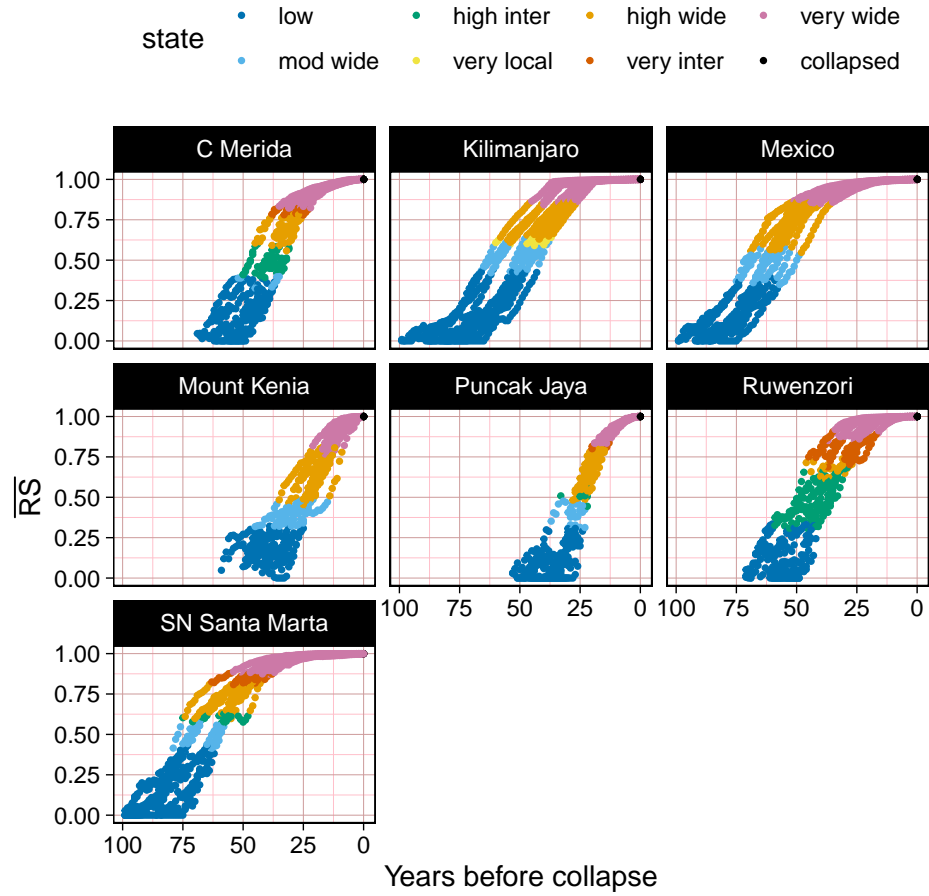 state
low
high inter
high wide
very wide
mod wide
very local
very inter
collapsed
C Merida
Kilimanjaro
Mexico
1.00
0.75
0.50
0.25
0.00
Mount Kenia
Puncak Jaya
Ruwenzori
1.00
0.75
0.50
0.25
0.00
100 75 50 25 0
100 75 50 25 0
SN Santa Marta
1.00
0.75
0.50
0.25
0.00
100 75 50 25 0
RS
Years before collapse